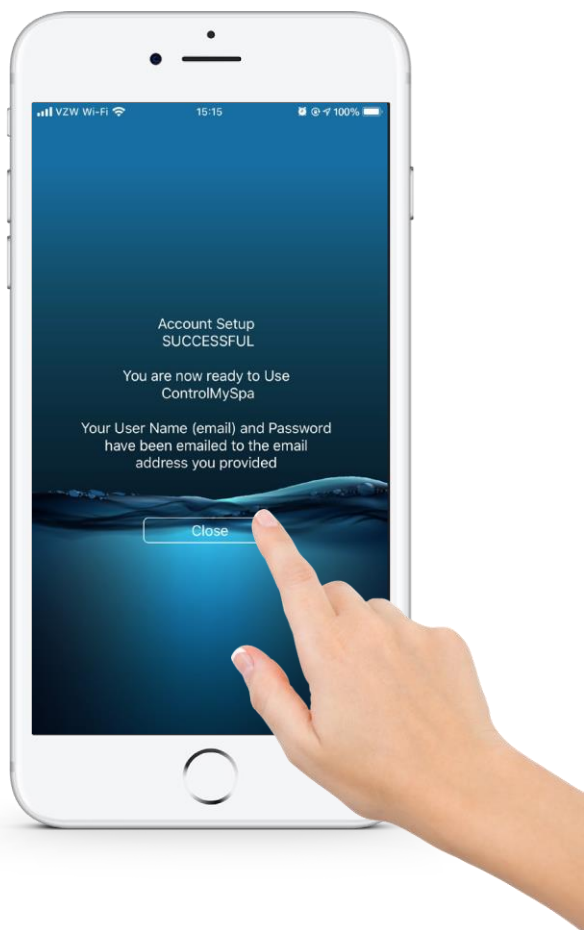 VZW Wi-Fi 15:15 100%
Account Setup
SUCCESSFUL
You are now ready to Use
ControlMySpa
Your User Name (email) and Password
have been emailed to the email
address you provided
Close